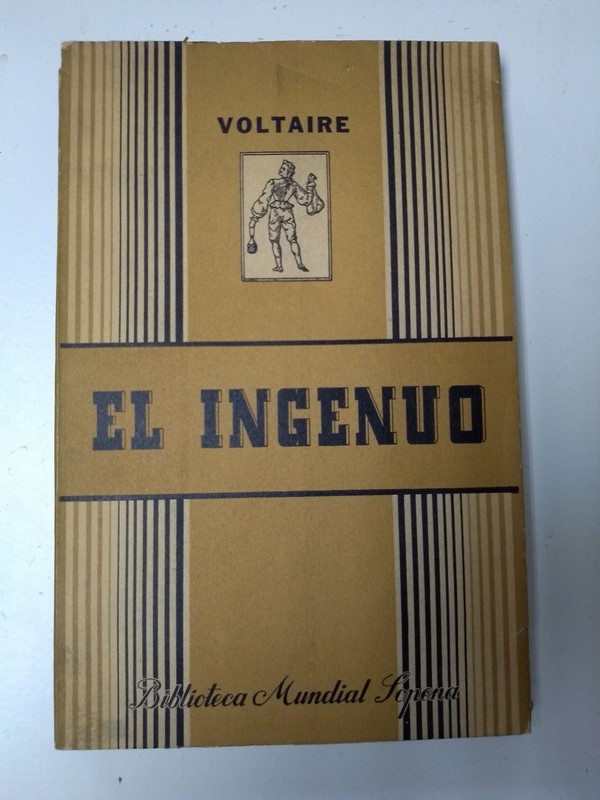 VOLTAIRE
EL INGENUO
Biblioteca Mundial Sopena